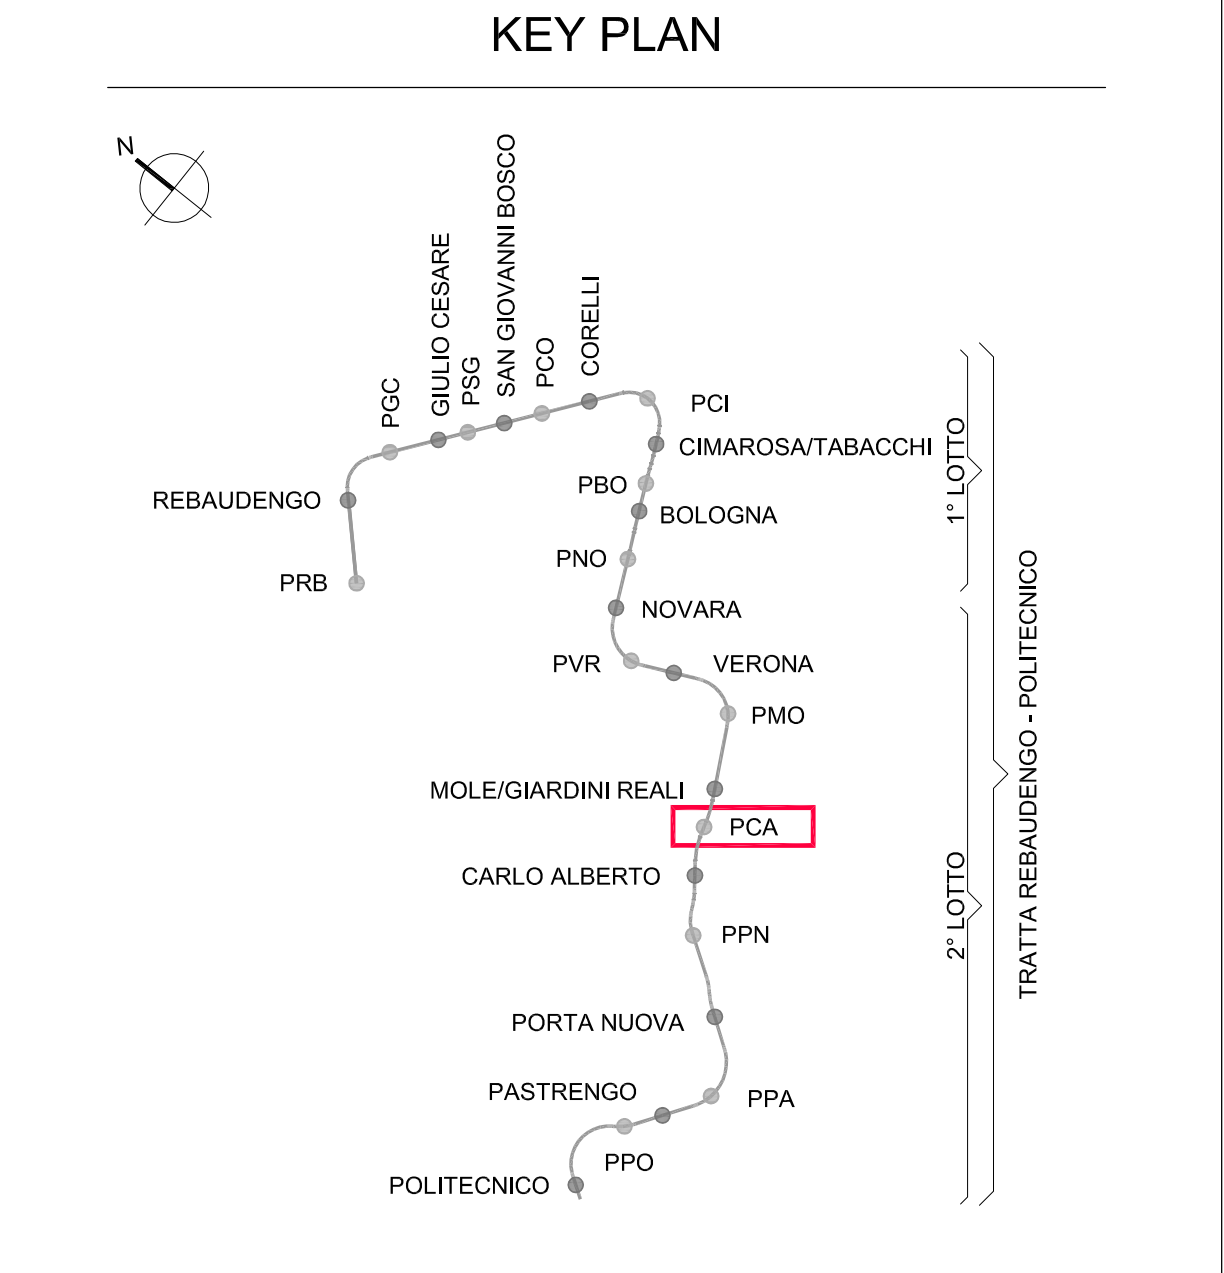 KEY PLAN
N
PGC
GIULIO CESARE
PSG
SAN GIOVANNI BOSCO
PCO
CORELLI
PCI
CIMAROSA/TABACCHI
REBAUDENGO
PBO
BOLOGNA
PRB
PNO
NOVARA
PVR
VERONA
PMO
MOLE/GIARDINI REALI
PCA
CARLO ALBERTO
PPN
PORTA NUOVA
PASTRENGO
PPA
PPO
POLITECNICO
1° LOTTO
2° LOTTO
TRATTA REBAUDENGO - POLITECNICO